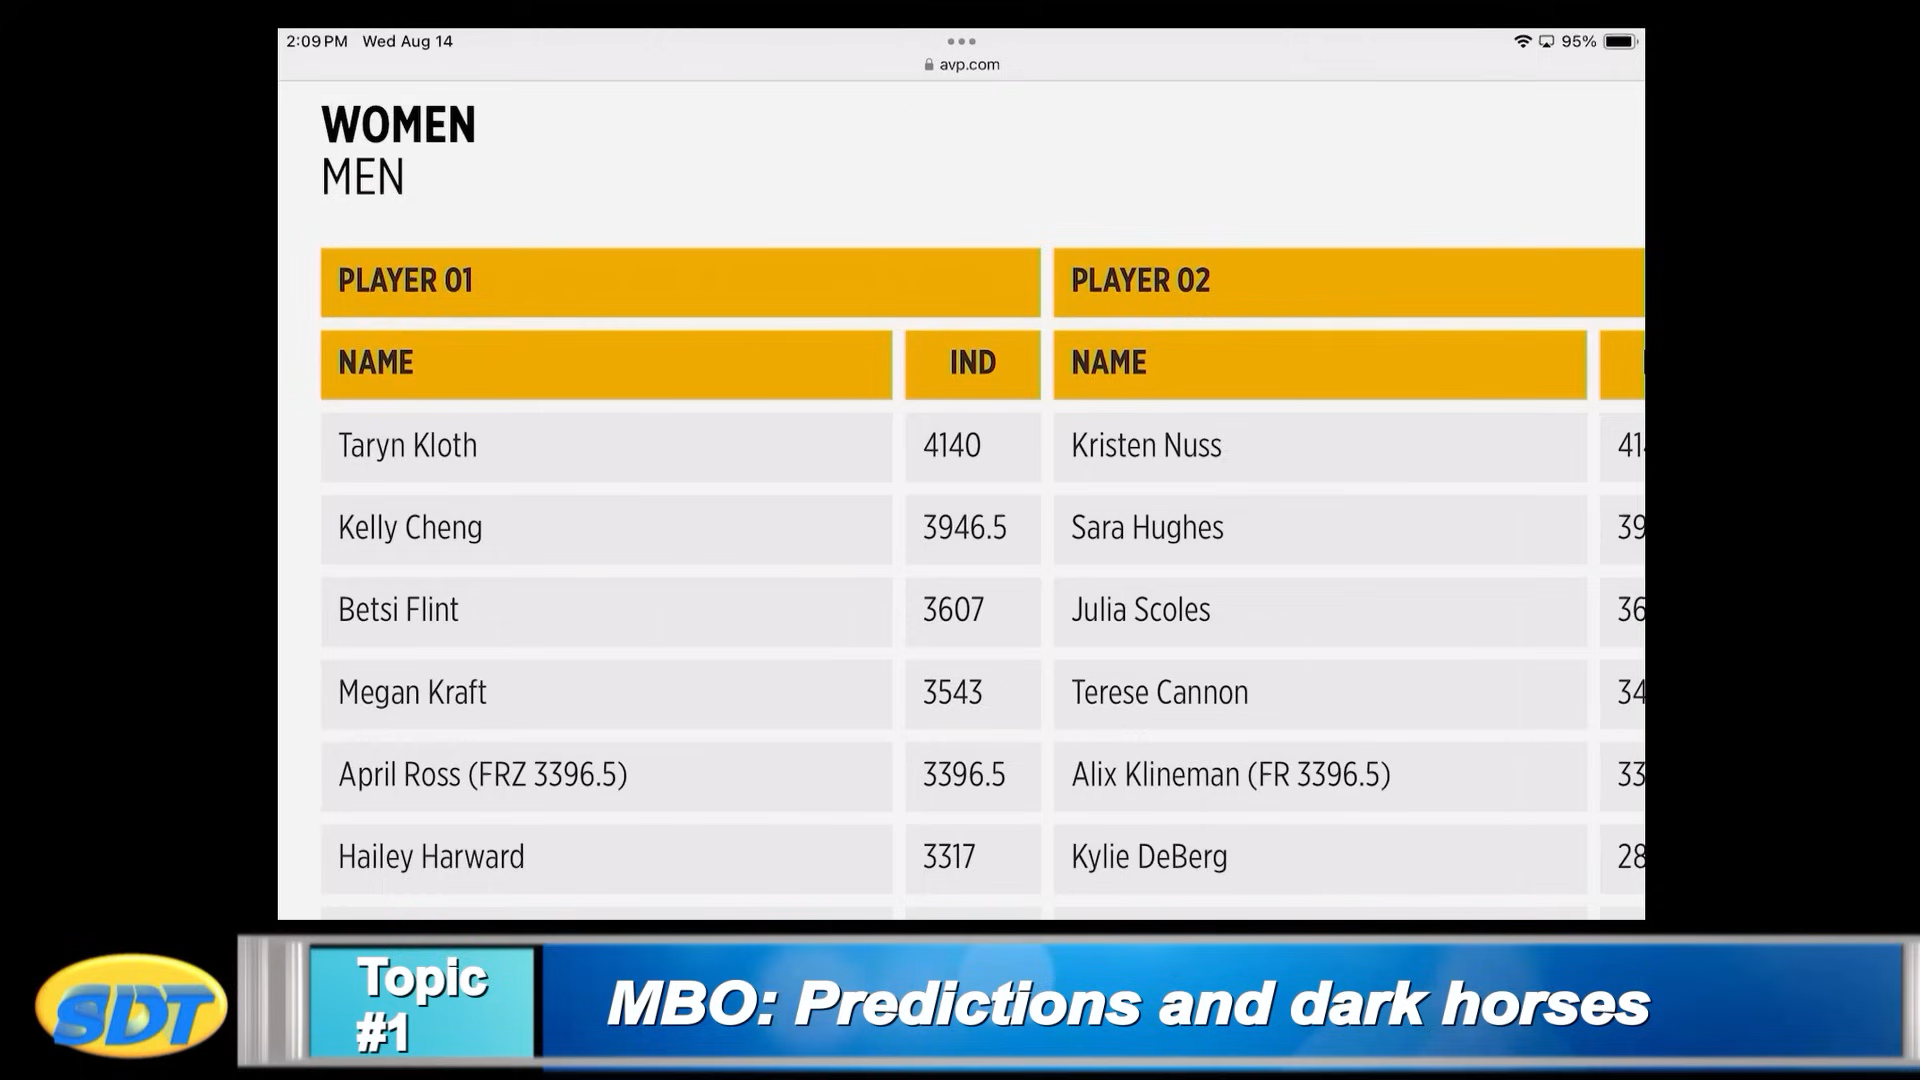 2:09 PM Wed Aug 14
95%
avp.com
WOMEN
MEN
PLAYER 01 PLAYER 02
NAME IND NAME
Taryn Kloth 4140 Kristen Nuss
Kelly Cheng 3946.5 Sara Hughes
Betsi Flint 3607 Julia Scoles
Megan Kraft 3543 Terese Cannon
April Ross (FRZ 3396.5) 3396.5 Alix Klineman (FR 3396.5)
Hailey Harward 3317 Kylie DeBerg
SDT
Topic
#1
MBO: Predictions and dark horses